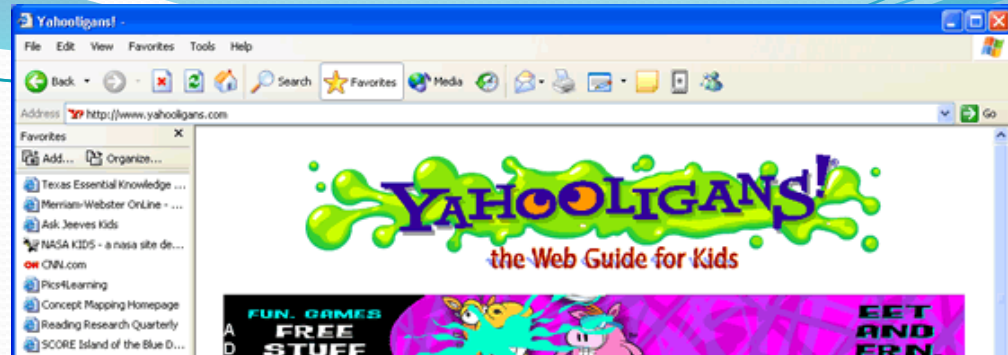 Yahooligans! -
File Edit View Favorites Tools Help
Back Search Favorites Media
Address http://www.yahooligans.com Go
Favorites x
Add... Organize...
Texas Essential Knowledge ...
Merriam-Webster OnLine - ...
Ask Jeeves Kids
NASA KIDS - a nasa site de...
CNN.com
Pics4Learning
Concept Mapping Homepage
Reading Research Quarterly
SCORE Island of the Blue D...
YAHOOLIGANS!
the Web Guide for Kids
AD
FUN. GAMES
FREE
STUFF
EET
AND
ERN